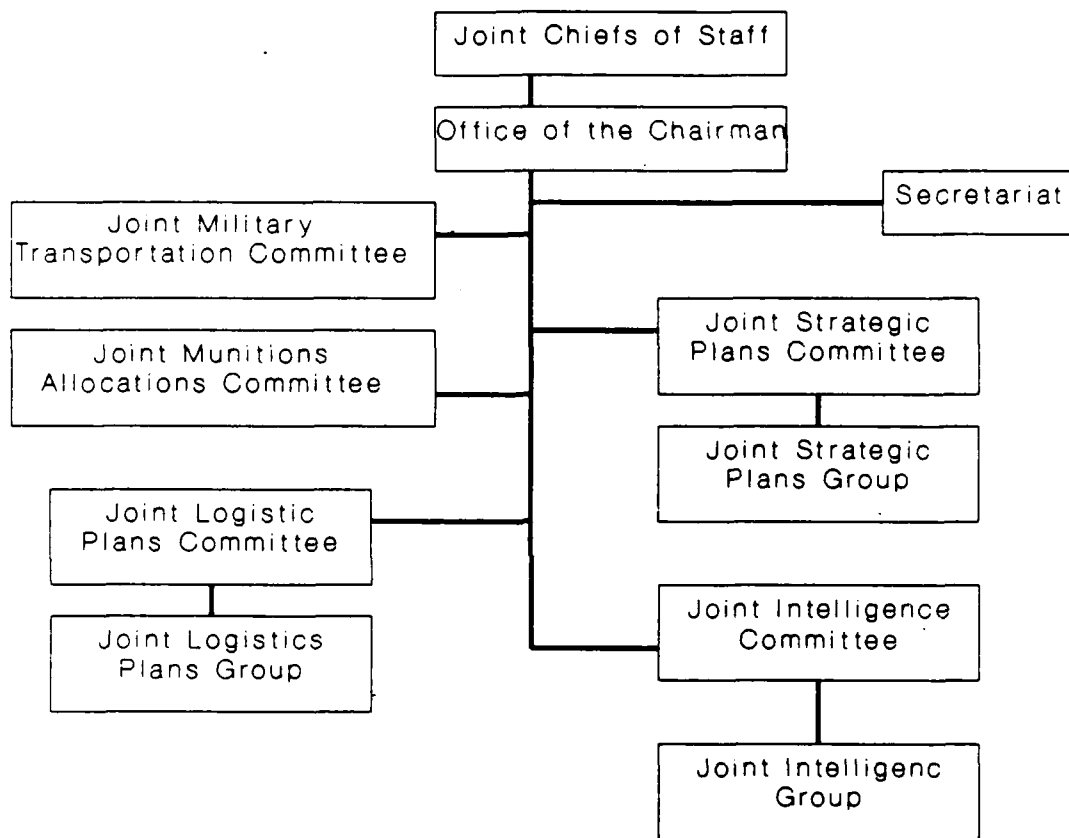 Joint Chiefs of Staff
Office of the Chairman
Secretariat
Joint Military
Transportation Committee
Joint Strategic
Plans Committee
Joint Munitions
Allocations Committee
Joint Strategic
Plans Group
Joint Logistic
Plans Committee
Joint Intelligence
Committee
Joint Logistics
Plans Group
Joint Intelligenc
Group